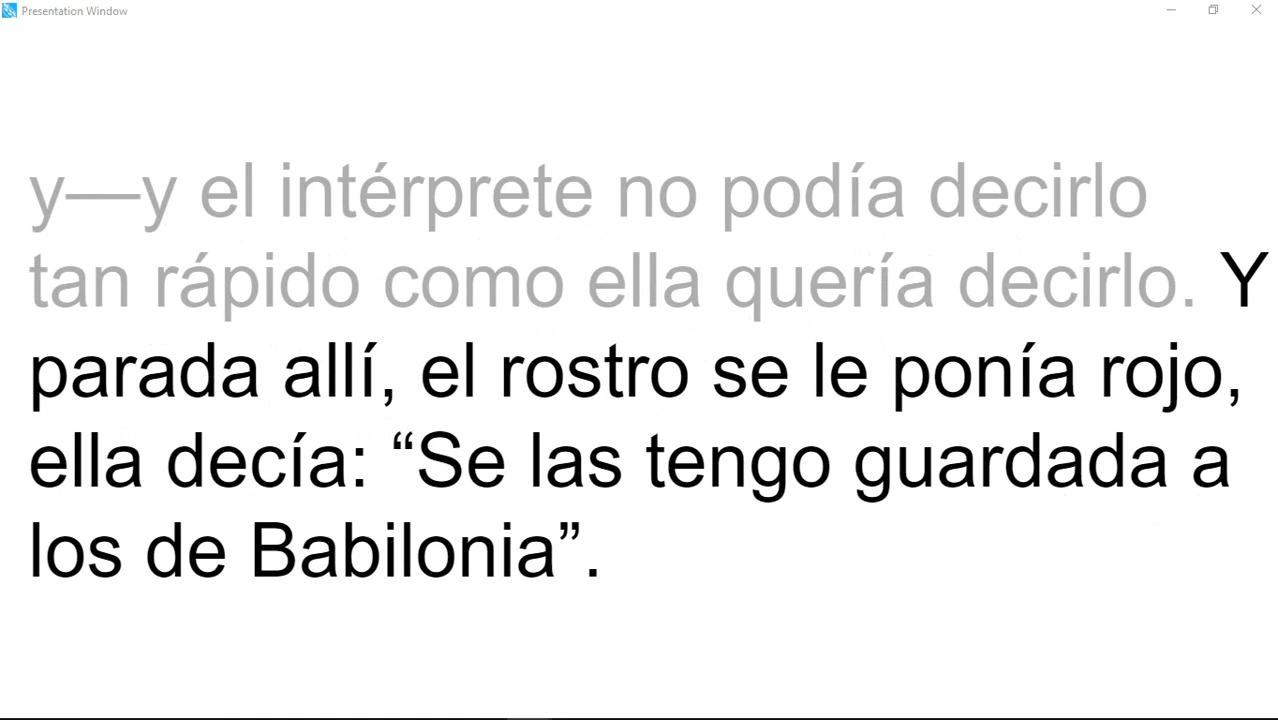 Presentation Window
y—y el intérprete no podía decirlo
tan rápido como ella quería decirlo. Y
parada allí, el rostro se le ponía rojo,
ella decía: “Se las tengo guardada a
los de Babilonia”.